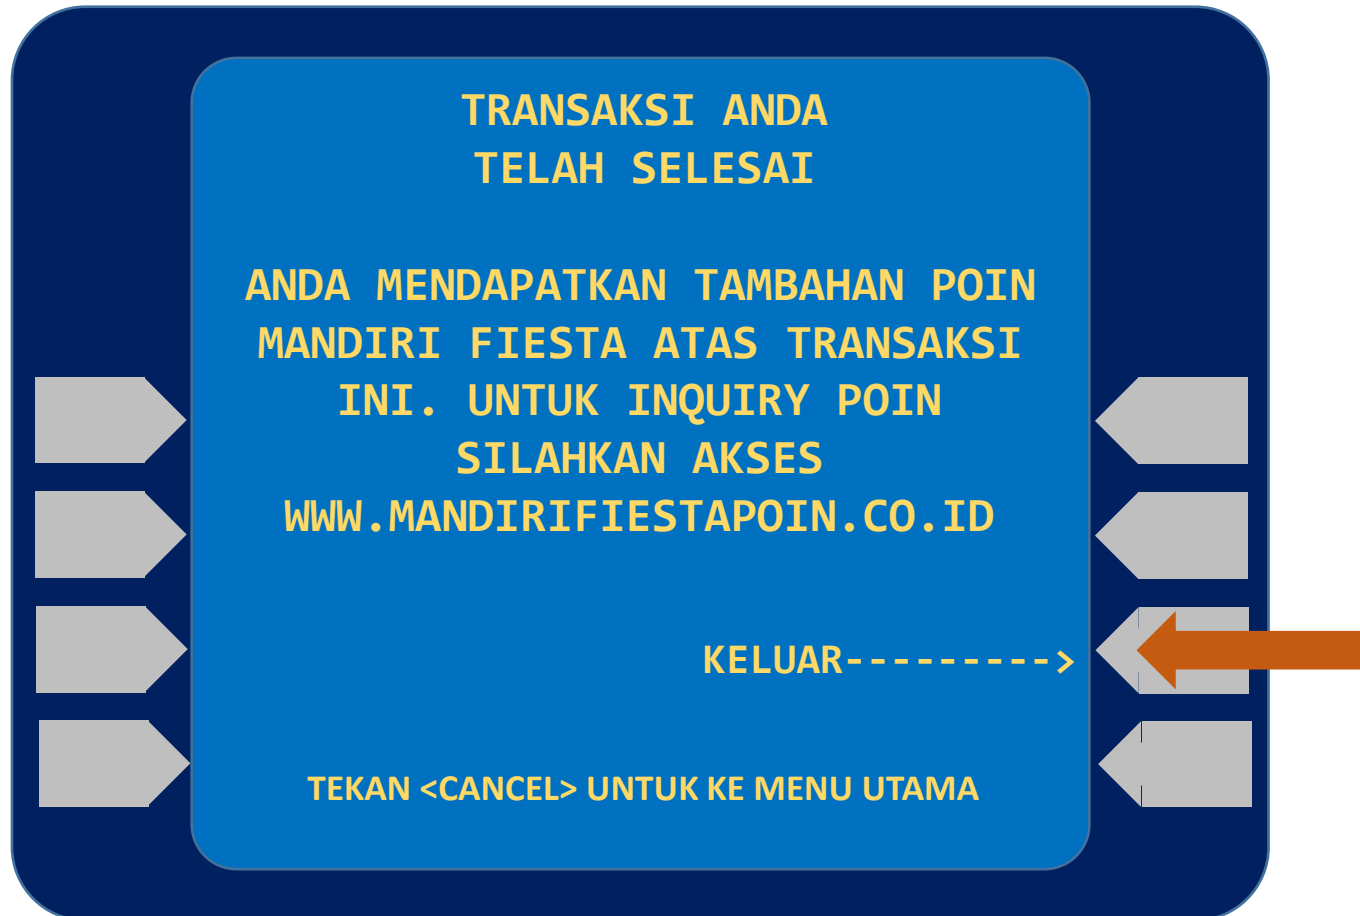 TRANSAKSI ANDA
TELAH SELESAI
ANDA MENDAPATKAN TAMBAHAN POIN
MANDIRI FIESTA ATAS TRANSAKSI
INI. UNTUK INQUIRY POIN
SILAHKAN AKSES
WWW.MANDIRIFIESTAPOIN.CO.ID
KELUAR--------->
TEKAN <CANCEL> UNTUK KE MENU UTAMA